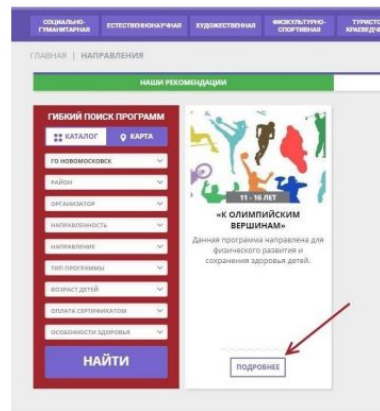 СОЦИАЛЬНО-
ГУМАНИТАРНАЯ
ЕСТЕСТВЕННОНАУЧНАЯ
ХУДОЖЕСТВЕННАЯ
ФИЗКУЛЬТУРНО-
СПОРТИВНАЯ
ГЛАВНАЯ | НАПРАВЛЕНИЯ
НАШИ РЕКОМЕНДАЦИИ
ГИБКИЙ ПОИСК ПРОГРАММ
КАТАЛОГ
КАРТА
ГО НОВОМОСКОВСК
РАЙОН
ОРГАНИЗАТОР
НАПРАВЛЕННОСТЬ
НАПРАВЛЕНИЕ
ТИП ПРОГРАММЫ
ВОЗРАСТ ДЕТЕЙ
ОПЛАТА СЕРТИФИКАТОМ
ОСОБЕННОСТИ ЗДОРОВЬЯ
НАЙТИ
11 - 16 ЛЕТ
«К ОЛИМПИЙСКИМ
ВЕРШИНАМ»
Данная программа направлена для
физического развития и
сохранения здоровья детей.
ПОДРОБНЕЕ